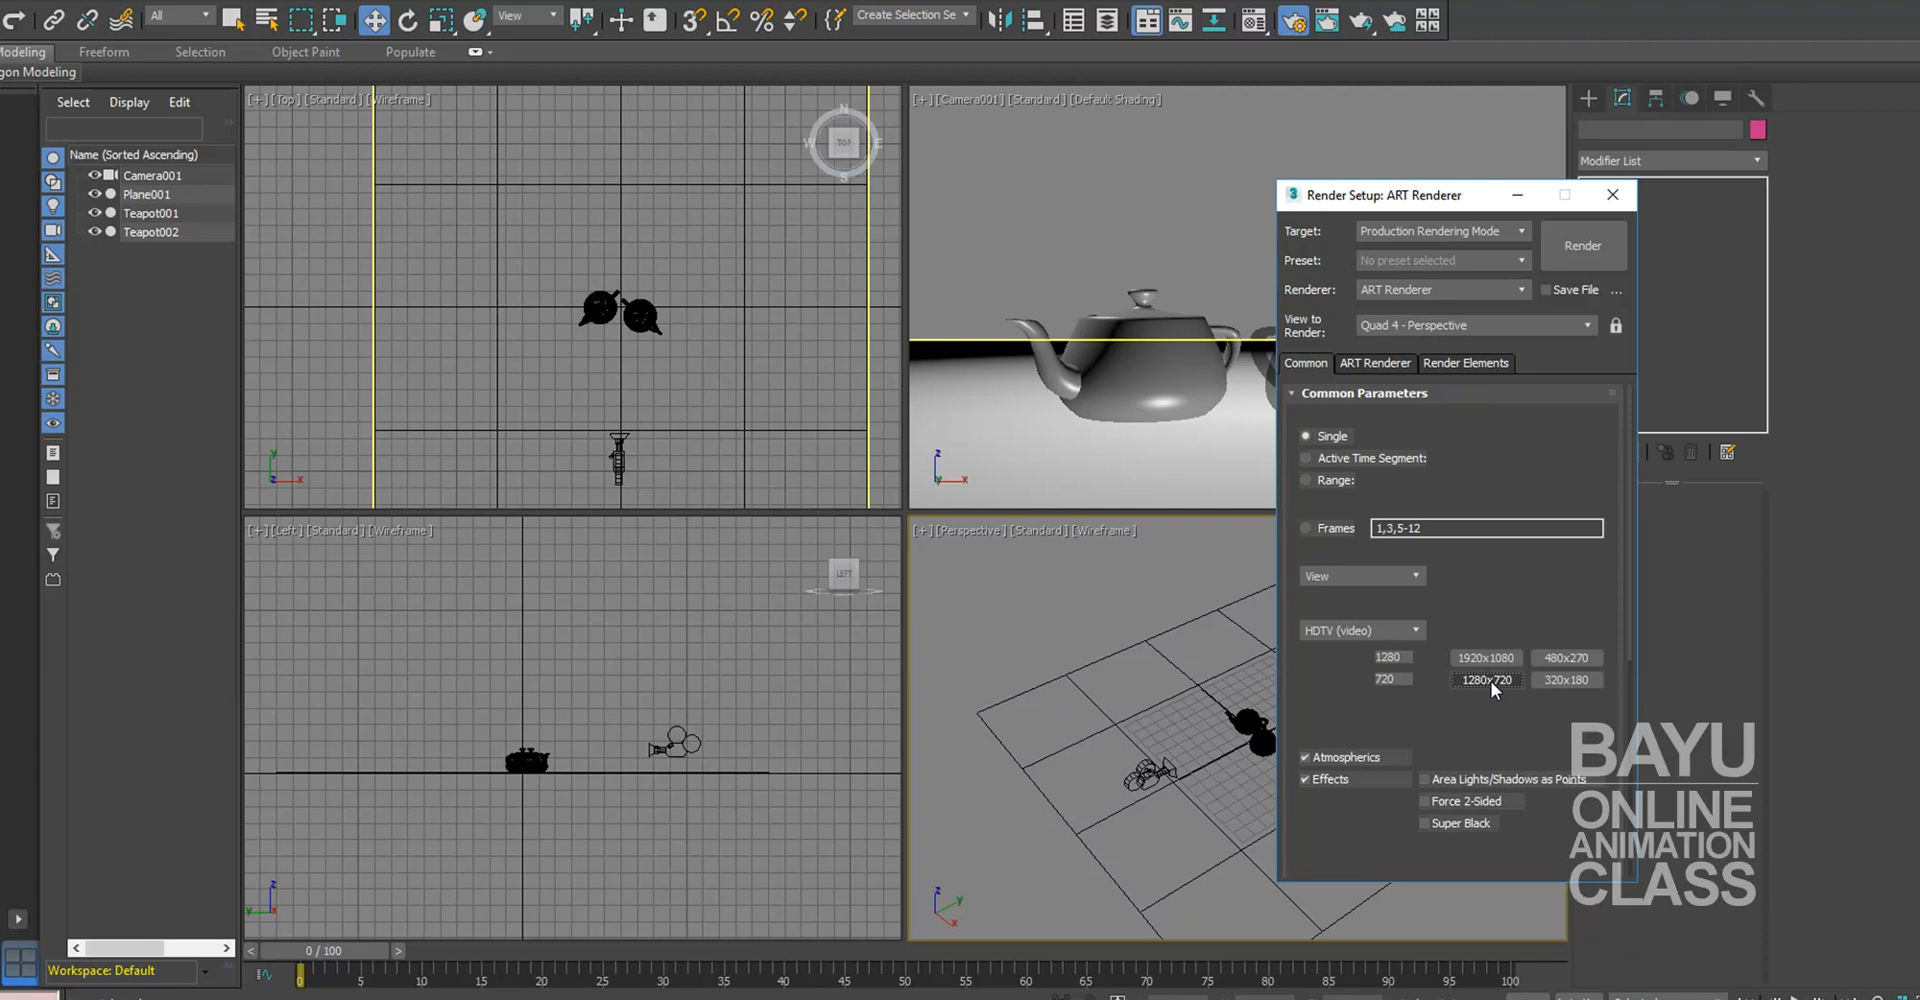 All
View
Create Selection Se
Modeling
Freeform
Selection
Object Paint
Populate
gon Modeling
Select
Display
Edit
Name (Sorted Ascending)
Camera001
Plane001
Teapot001
Teapot002
[+] [Top] [Standard] [Wireframe]
N
W
TOP
E
S
y
z
x
[+] [Camera001] [Standard] [Default Shading]
z
y
x
[+] [Left] [Standard] [Wireframe]
LEFT
z
y
x
[+] [Perspective] [Standard] [Wireframe]
z
y
x
Modifier List
3 Render Setup: ART Renderer
Target: Production Rendering Mode
Render
Preset: No preset selected
Renderer: ART Renderer
Save File ...
View to
Render:
Quad 4 - Perspective
Common
ART Renderer
Render Elements
Common Parameters
Single
Active Time Segment:
Range:
Frames 1,3,5-12
View
HDTV (video)
1280 1920x1080 480x270
720 1280x720 320x180
Atmospherics
Effects
Area Lights/Shadows as Points
Force 2-Sided
Super Black
BAYU
ONLINE
ANIMATION
CLASS
< >
< 0 / 100 >
Workspace: Default
0 5 10 15 20 25 30 35 40 45 50 55 60 65 70 75 80 85 90 95 100